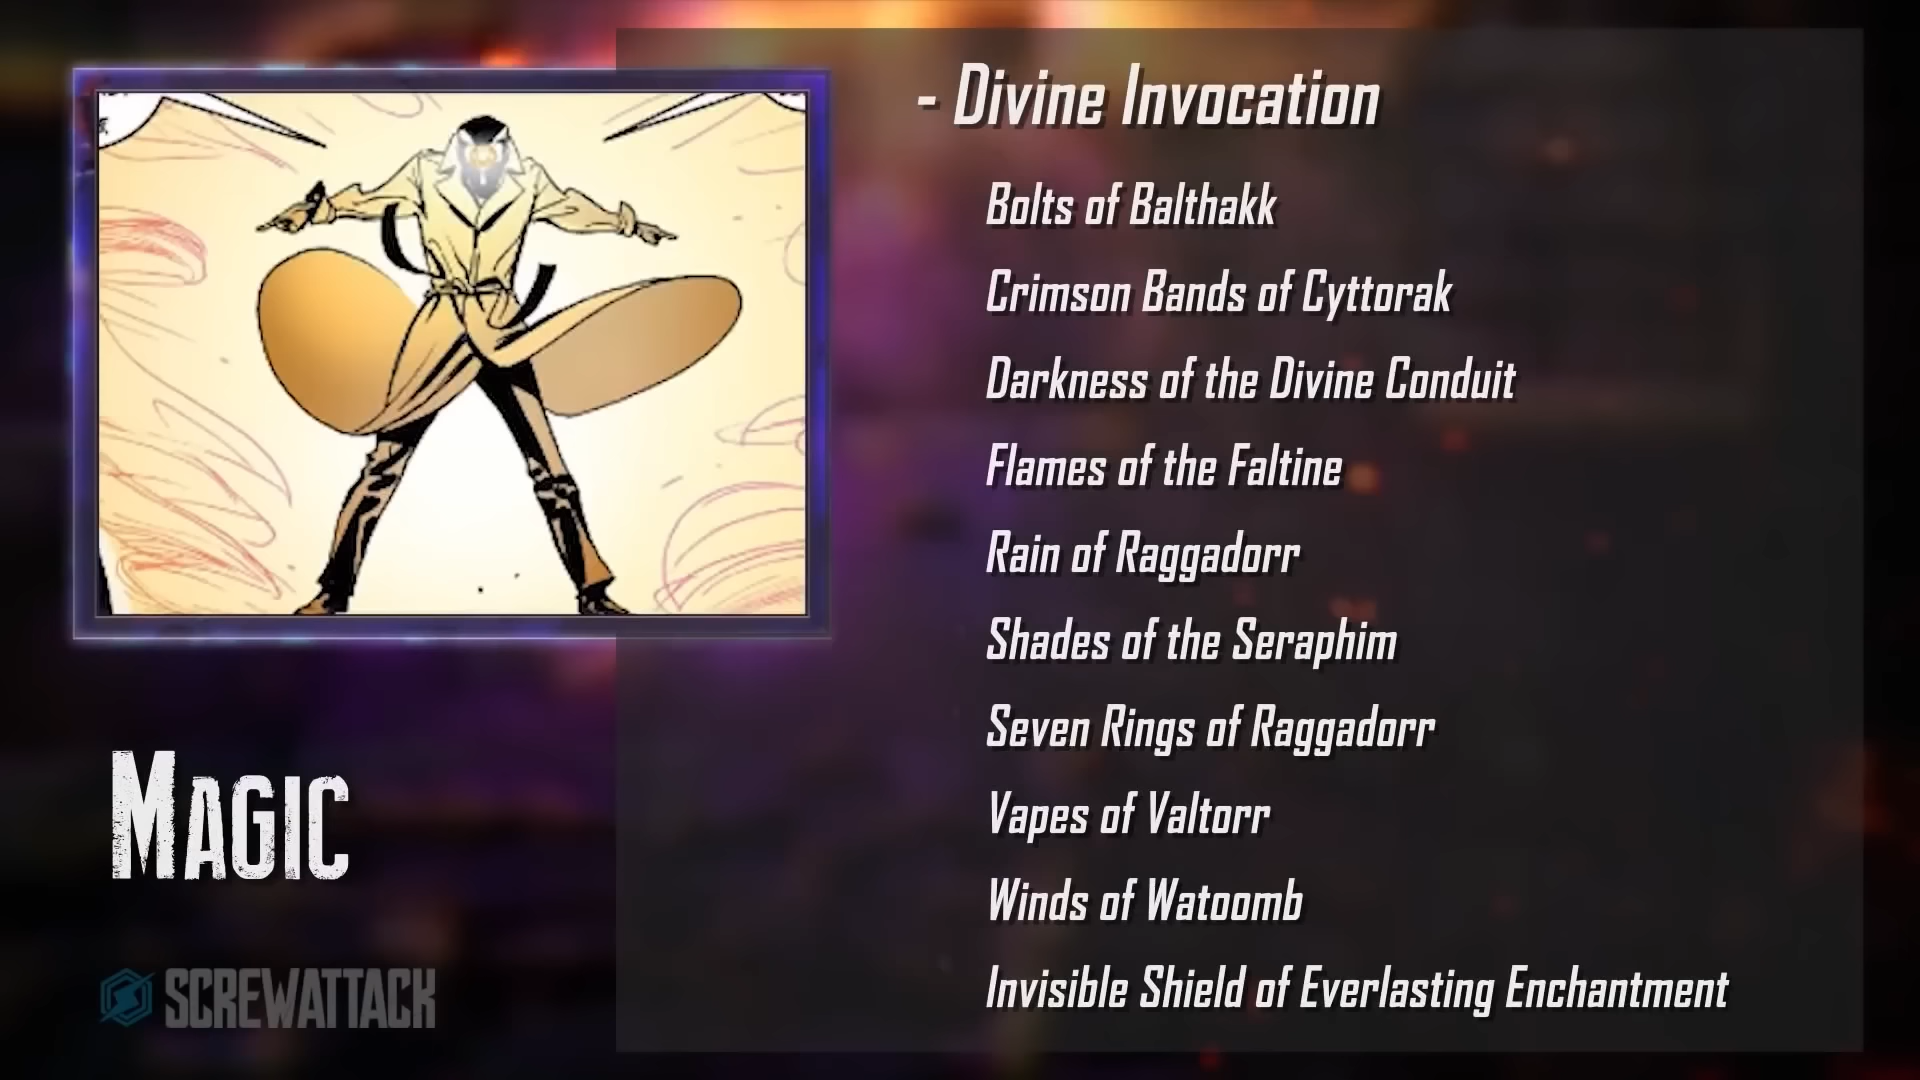 - Divine Invocation
Bolts of Balthakk
Crimson Bands of Cyttorak
Darkness of the Divine Conduit
Flames of the Faltine
Rain of Raggadorr
Shades of the Seraphim
Seven Rings of Raggadorr
Vapes of Valtorr
Winds of Watoomb
Invisible Shield of Everlasting Enchantment
Magic
SCREWATTACK